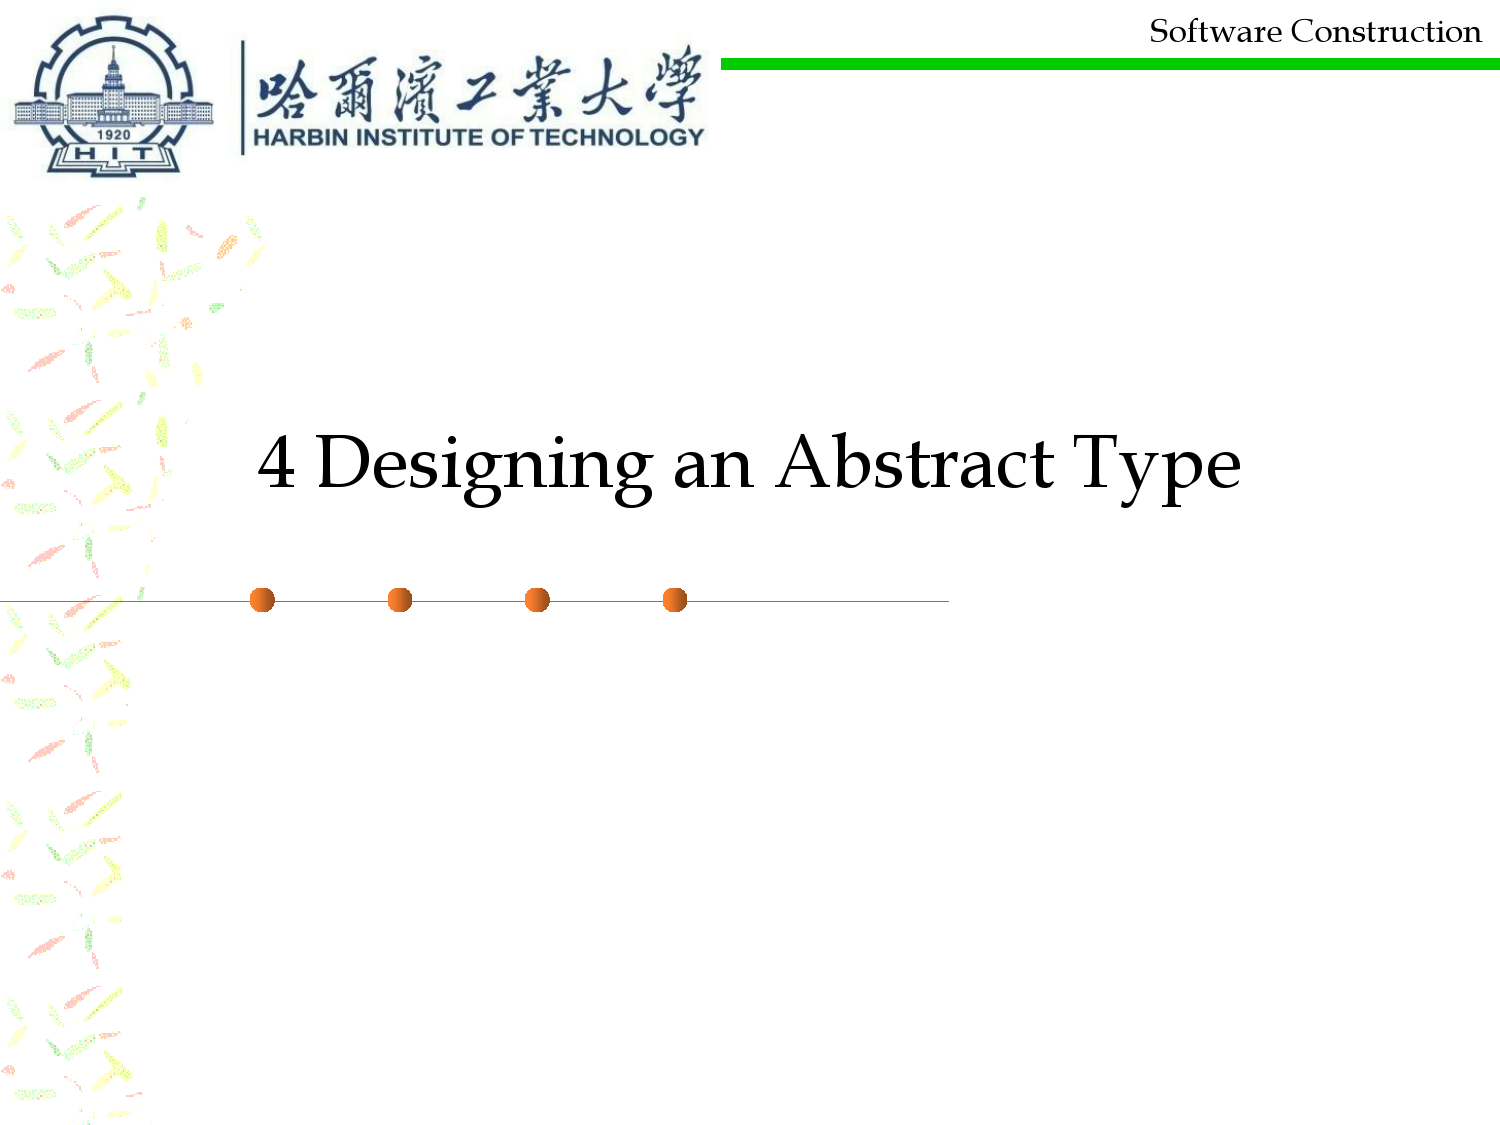 Software Construction
哈爾濱工業大學
HARBIN INSTITUTE OF TECHNOLOGY
1920
HIT
4 Designing an Abstract Type